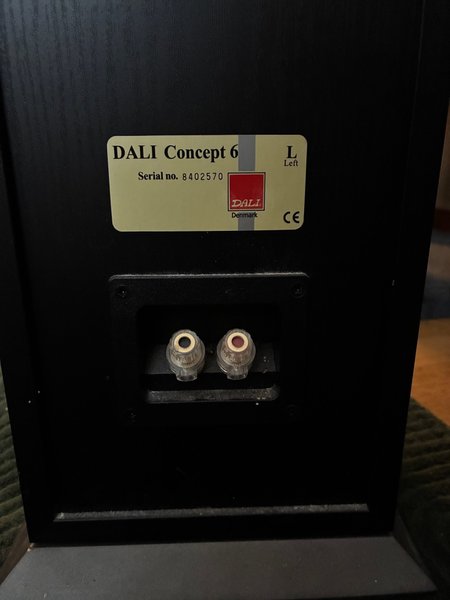 DALI Concept 6
L
Left
Serial no. 8402570
DALI
Denmark
CE